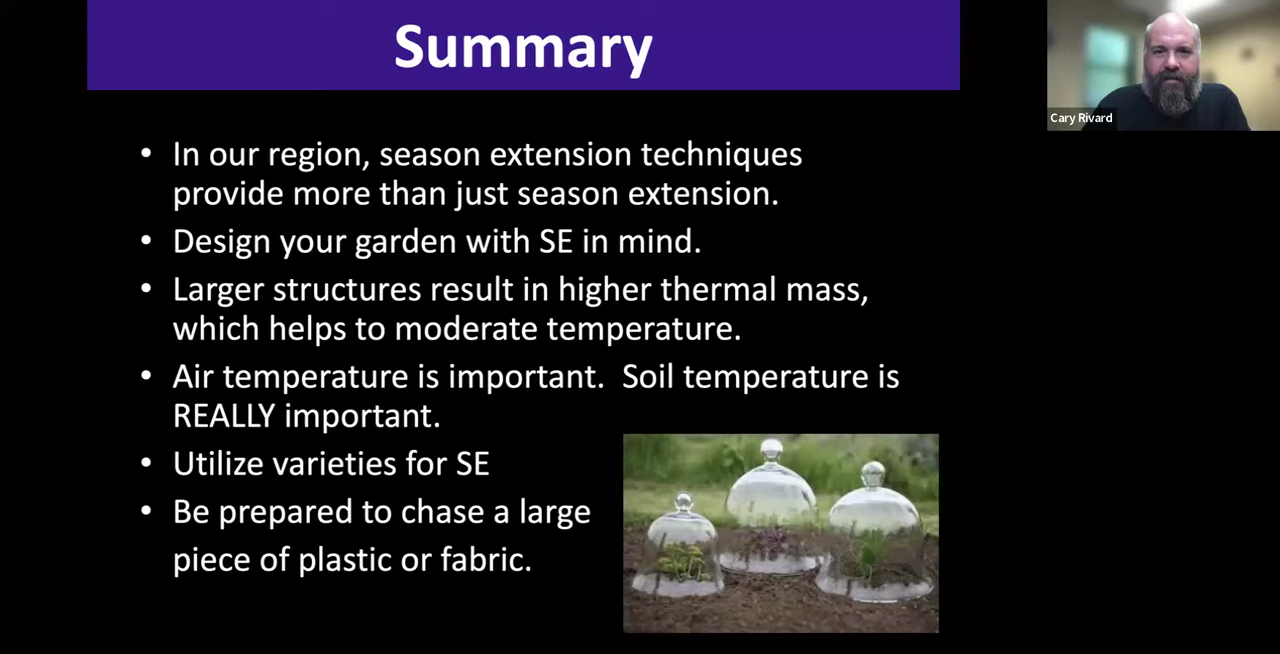 Summary
Cary Rivard
• In our region, season extension techniques
provide more than just season extension.
• Design your garden with SE in mind.
• Larger structures result in higher thermal mass,
which helps to moderate temperature.
• Air temperature is important.  Soil temperature is
REALLY important.
• Utilize varieties for SE
• Be prepared to chase a large
piece of plastic or fabric.